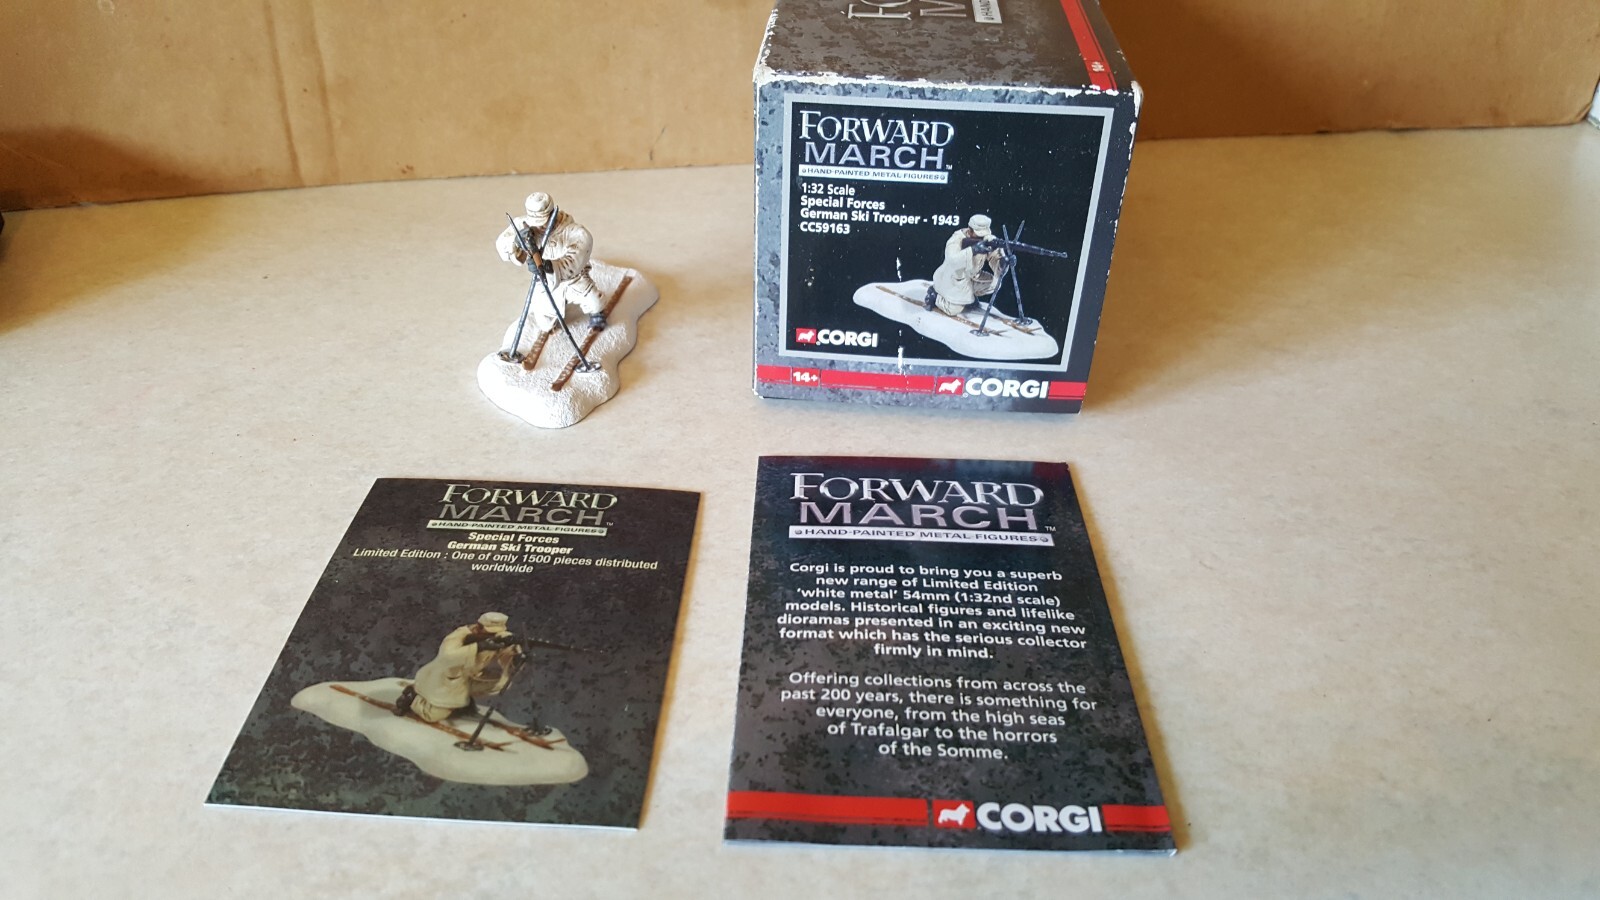 FORWARD
MARCH™
HAND-PAINTED METAL FIGURES
1:32 Scale
Special Forces
German Ski Trooper - 1943
CC59163
CORGI
14+
CORGI
14+
FORWARD
MARCH™
HAND-PAINTED METAL FIGURES
Special Forces
German Ski Trooper
Limited Edition : One of only 1500 pieces distributed
worldwide
FORWARD
MARCH™
HAND-PAINTED METAL FIGURES
Corgi is proud to bring you a superb
new range of Limited Edition
'white metal' 54mm (1:32nd scale)
models. Historical figures and lifelike
dioramas presented in an exciting new
format which has the serious collector
firmly in mind.
Offering collections from across the
past 200 years, there is something for
everyone, from the high seas
of Trafalgar to the horrors
of the Somme.
CORGI